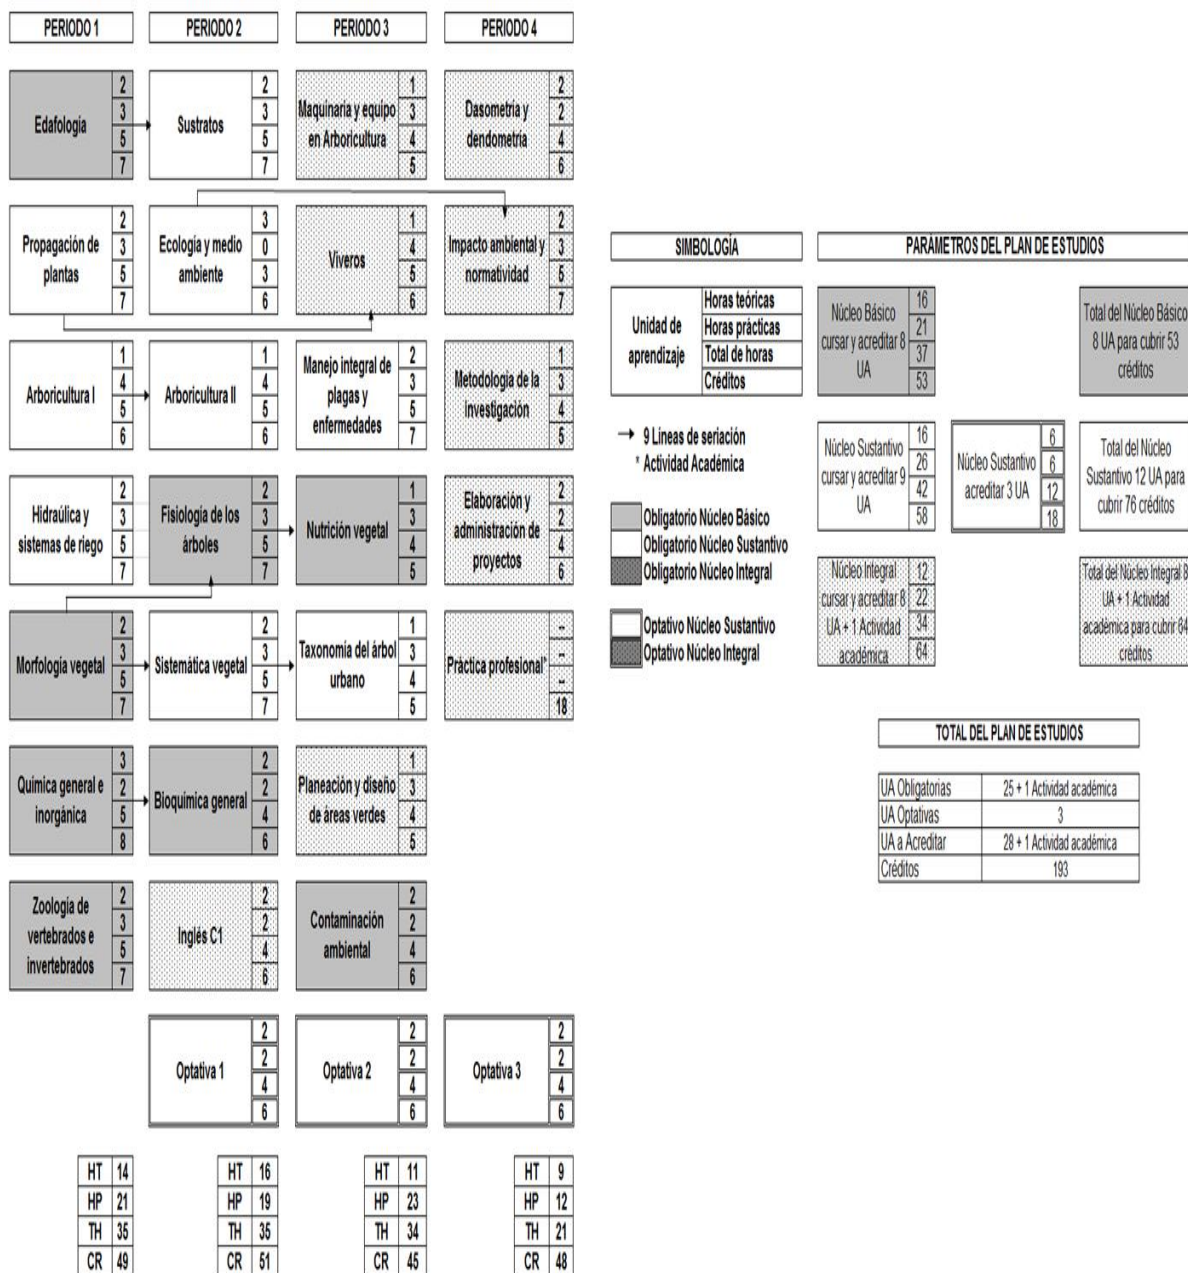 PERIODO 1
PERIODO 2
PERIODO 3
PERIODO 4
Edafología
2
3
5
7
Sustratos
2
3
5
7
Maquinaria y equipo
en Arboricultura
1
3
4
5
Dasometría y
dendometría
2
2
4
6
Propagación de
plantas
2
3
5
7
Ecología y medio
ambiente
3
0
3
6
Viveros
1
4
5
6
Impacto ambiental y
normatividad
2
3
5
7
Arboricultura I
1
4
5
6
Arboricultura II
1
4
5
6
Manejo integral de
plagas y
enfermedades
2
3
5
7
Metodología de la
investigación
1
3
4
5
Hidraúlica y
sistemas de riego
2
3
5
7
Fisiología de los
árboles
2
3
5
7
Nutrición vegetal
1
3
4
5
Elaboración y
administración de
proyectos
2
2
4
6
Morfología vegetal
2
3
5
7
Sistemática vegetal
2
3
5
7
Taxonomía del árbol
urbano
1
3
4
5
Práctica profesional*
--
--
--
18
Química general e
inorgánica
3
2
5
8
Bioquímica general
2
2
4
6
Planeación y diseño
de áreas verdes
1
3
4
5
Zoología de
vertebrados e
invertebrados
2
3
5
7
Inglés C1
2
2
4
6
Contaminación
ambiental
2
2
4
6
Optativa 1
2
2
4
6
Optativa 2
2
2
4
6
Optativa 3
2
2
4
6
HT 14
HP 21
TH 35
CR 49
HT 16
HP 19
TH 35
CR 51
HT 11
HP 23
TH 34
CR 45
HT 9
HP 12
TH 21
CR 48
SIMBOLOGÍA
Unidad de
aprendizaje
Horas teóricas
Horas prácticas
Total de horas
Créditos
9 Líneas de seriación
* Actividad Académica
Obligatorio Núcleo Básico
Obligatorio Núcleo Sustantivo
Obligatorio Núcleo Integral
Optativo Núcleo Sustantivo
Optativo Núcleo Integral
PARÁMETROS DEL PLAN DE ESTUDIOS
Núcleo Básico
cursar y acreditar 8
UA
16
21
37
53
Total del Núcleo Básico
8 UA para cubrir 53
créditos
Núcleo Sustantivo
cursar y acreditar 9
UA
16
26
42
58
Núcleo Sustantivo
acreditar 3 UA
6
6
12
18
Total del Núcleo
Sustantivo 12 UA para
cubrir 76 créditos
Núcleo Integral
cursar y acreditar 8
UA + 1 Actividad
académica
12
22
34
64
Total del Núcleo Integral 8
UA + 1 Actividad
académica para cubrir 64
créditos
TOTAL DEL PLAN DE ESTUDIOS
UA Obligatorias 25 + 1 Actividad académica
UA Optativas 3
UA a Acreditar 28 + 1 Actividad académica
Créditos 193